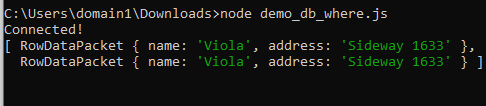 C:\Users\domain1\Downloads>node demo_db_where.js
Connected!
[ RowDataPacket { name: 'Viola', address: 'Sideway 1633' },
  RowDataPacket { name: 'Viola', address: 'Sideway 1633' } ]